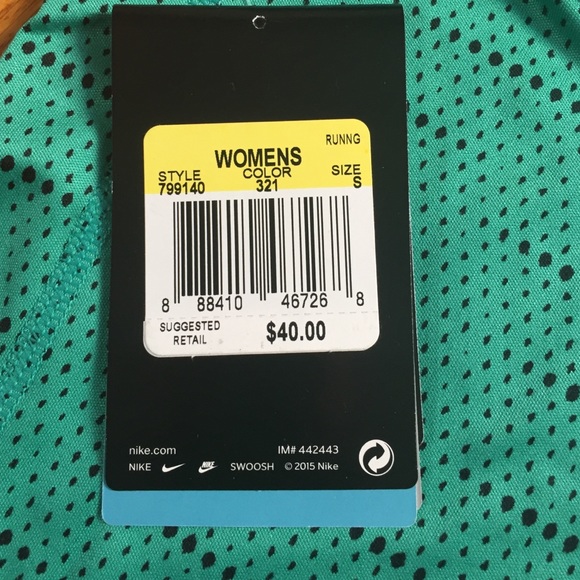 RUNNG
WOMENS
STYLE COLOR SIZE
799140 321 S
8 88410 46726 8
SUGGESTED RETAIL $40.00
nike.com IM# 442443
NIKE NIKE SWOOSH © 2015 Nike